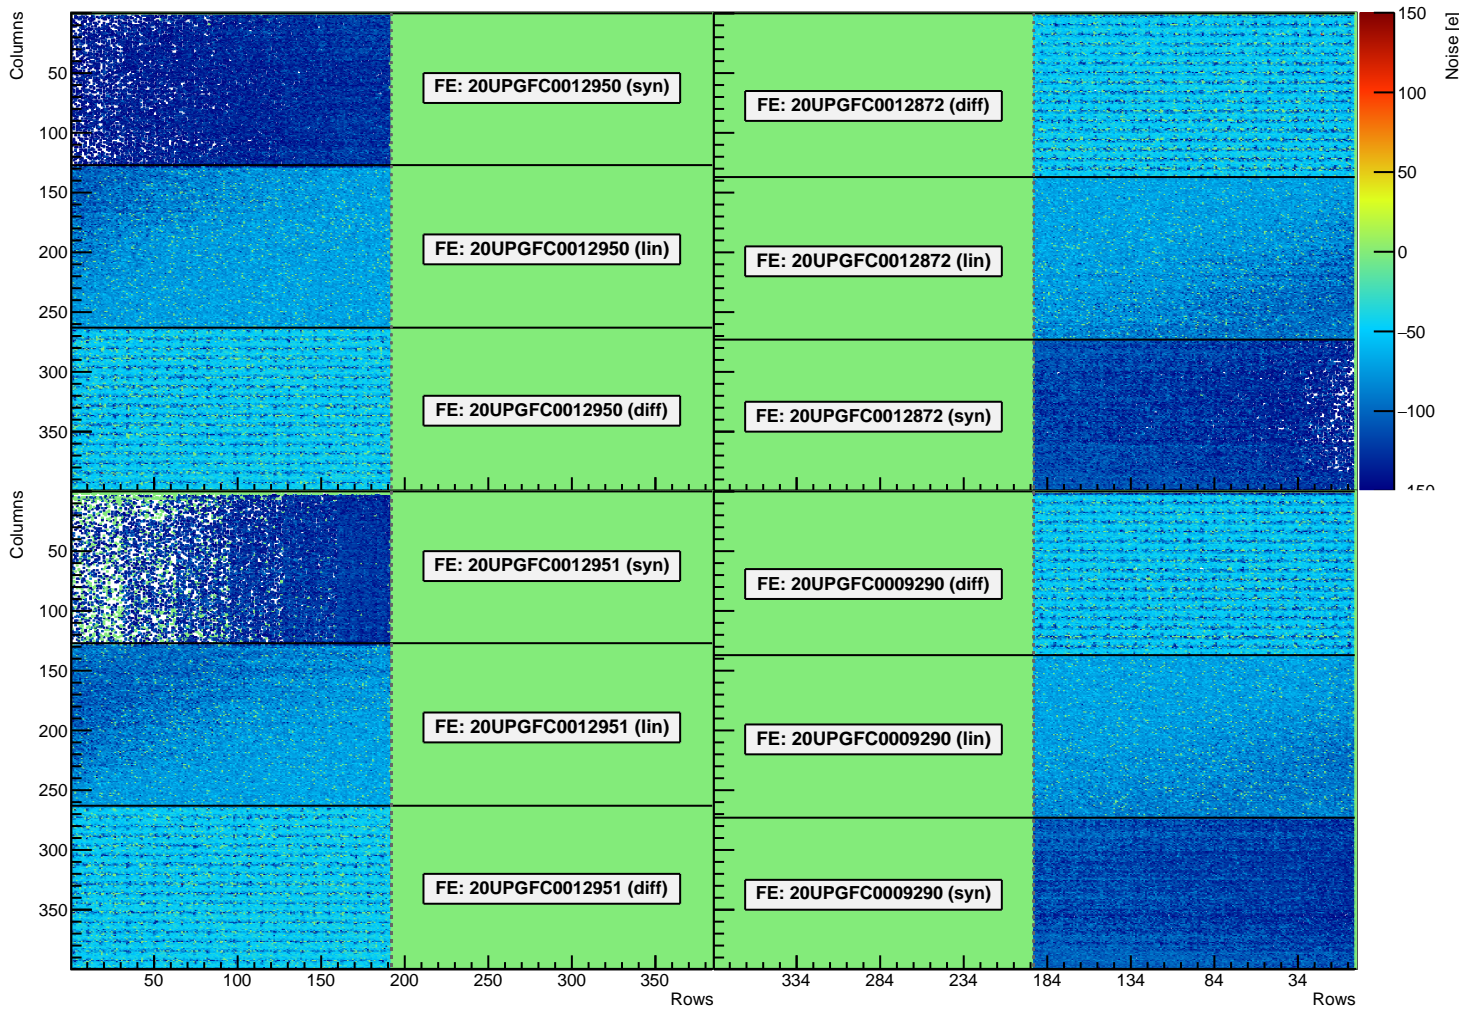 Columns
50
100
150
200
250
300
350
FE: 20UPGFC0012950 (syn)
FE: 20UPGFC0012950 (lin)
FE: 20UPGFC0012950 (diff)
FE: 20UPGFC0012872 (diff)
FE: 20UPGFC0012872 (lin)
FE: 20UPGFC0012872 (syn)
150
100
50
0
−50
−100
150
Noise [e]
Columns
50
100
150
200
250
300
350
FE: 20UPGFC0012951 (syn)
FE: 20UPGFC0012951 (lin)
FE: 20UPGFC0012951 (diff)
FE: 20UPGFC0009290 (diff)
FE: 20UPGFC0009290 (lin)
FE: 20UPGFC0009290 (syn)
50 100 150 200 250 300 350
Rows
334 284 234 184 134 84 34
Rows